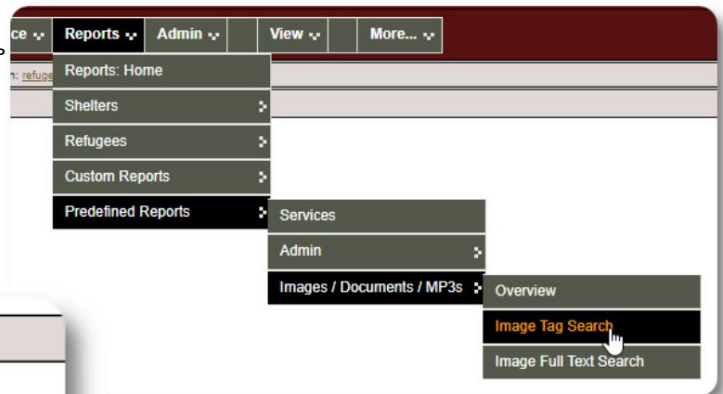 ce Reports Admin View More...
n: refuge
Reports: Home
Shelters
Refugees
Custom Reports
Predefined Reports
Services
Admin
Images / Documents / MP3s
Overview
Image Tag Search
Image Full Text Search